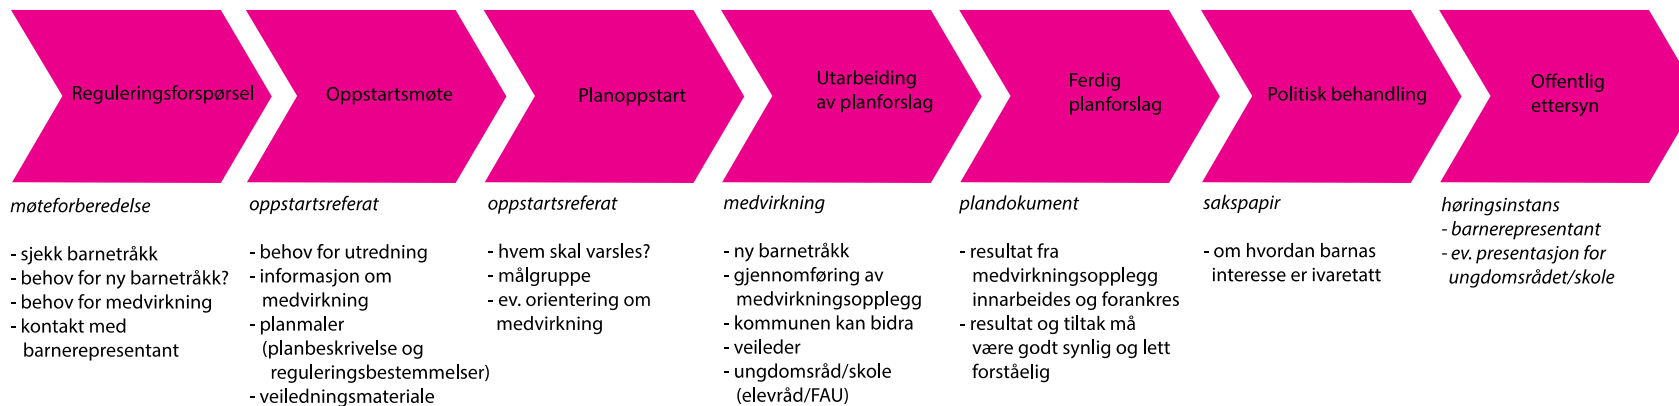 Reguleringsforspørsel
Oppstartsmøte
Planoppstart
Utarbeiding
av planforslag
Ferdig
planforslag
Politisk behandling
Offentlig
ettersyn
møteforberedelse
- sjekk barnetråkk
- behov for ny barnetråkk?
- behov for medvirkning
- kontakt med
barnerepresentant
oppstartsreferat
- behov for utredning
- informasjon om
medvirkning
- planmaler
(planbeskrivelse og
reguleringsbestemmelser)
- veiledningsmateriale
oppstartsreferat
- hvem skal varsles?
- målgruppe
- ev. orientering om
medvirkning
medvirkning
- ny barnetråkk
- gjennomføring av
medvirkningsopplegg
- kommunen kan bidra
- veileder
- ungdomsråd/skole
(elevråd/FAU)
plandokument
- resultat fra
medvirkningsopplegg
innarbeides og forankres
- resultat og tiltak må
være godt synlig og lett
forståelig
sakspapir
- om hvordan barnas
interesse er ivaretatt
høringsinstans
- barnerepresentant
- ev. presentasjon for
ungdomsrådet/skole